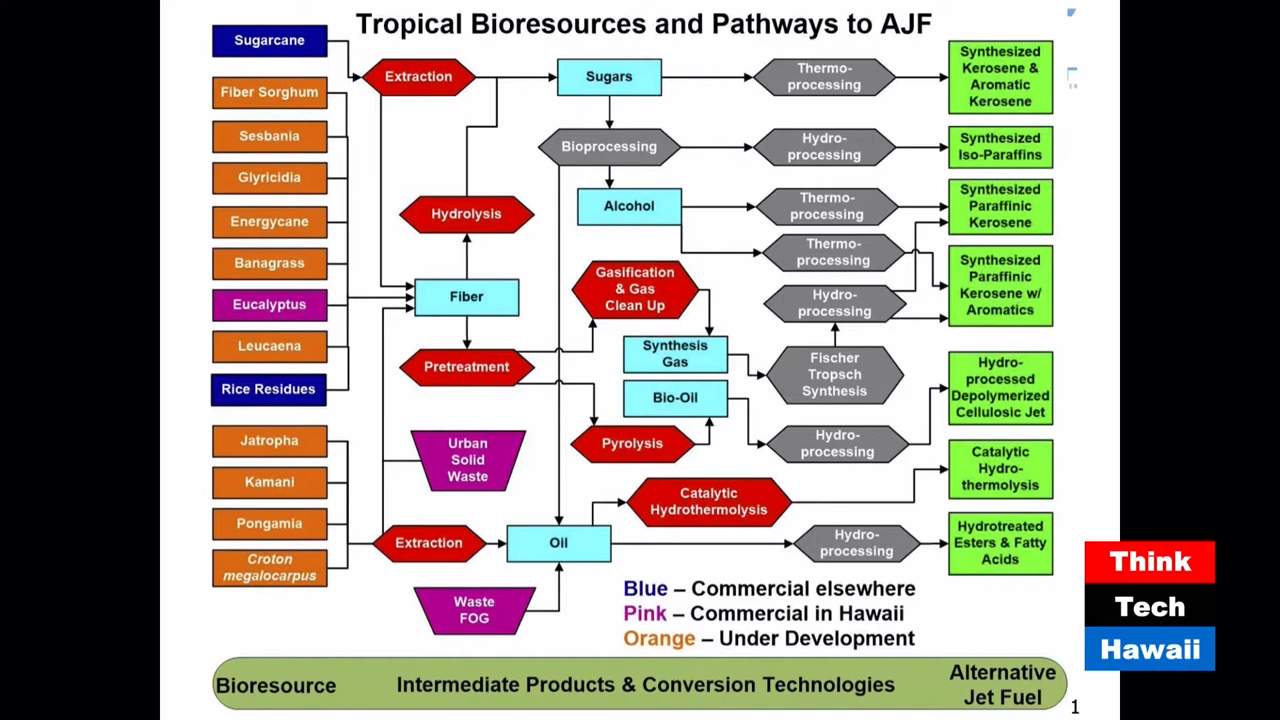 Tropical Bioresources and Pathways to AJF
Sugarcane
Fiber Sorghum
Sesbania
Glyricidia
Energycane
Banagrass
Eucalyptus
Leucaena
Rice Residues
Jatropha
Kamani
Pongamia
Croton
megalocarpus
Extraction
Hydrolysis
Fiber
Pretreatment
Urban
Solid
Waste
Extraction
Waste
FOG
Sugars
Bioprocessing
Alcohol
Gasification
& Gas
Clean Up
Synthesis
Gas
Bio-Oil
Pyrolysis
Catalytic
Hydrothermolysis
Oil
Thermo-
processing
Hydro-
processing
Thermo-
processing
Thermo-
processing
Hydro-
processing
Fischer
Tropsch
Synthesis
Hydro-
processing
Hydro-
processing
Synthesized
Kerosene &
Aromatic
Kerosene
Synthesized
Iso-Paraffins
Synthesized
Paraffinic
Kerosene
Synthesized
Paraffinic
Kerosene w/
Aromatics
Hydro-
processed
Depolymerized
Cellulosic Jet
Catalytic
Hydro-
thermolysis
Hydrotreated
Esters & Fatty
Acids
Blue – Commercial elsewhere
Pink – Commercial in Hawaii
Orange – Under Development
Bioresource
Intermediate Products & Conversion Technologies
Alternative
Jet Fuel
1
Think
Tech
Hawaii